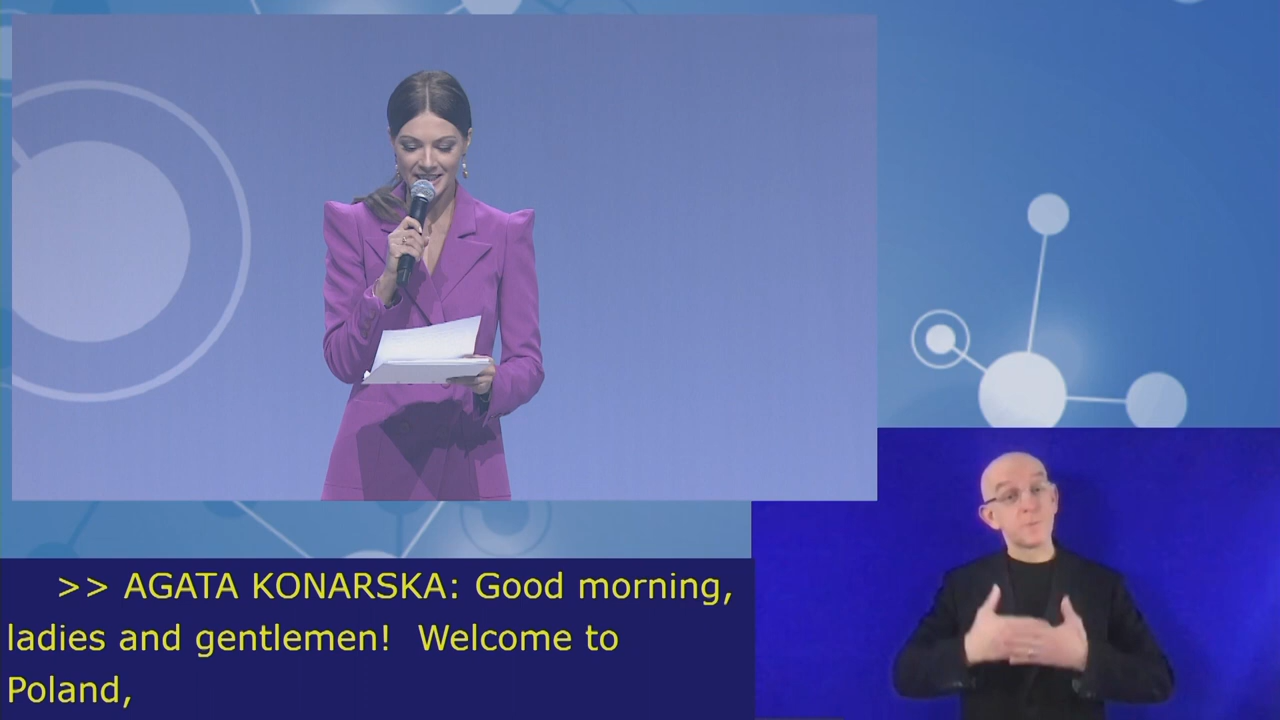 >> AGATA KONARSKA: Good morning,
ladies and gentlemen!  Welcome to
Poland,